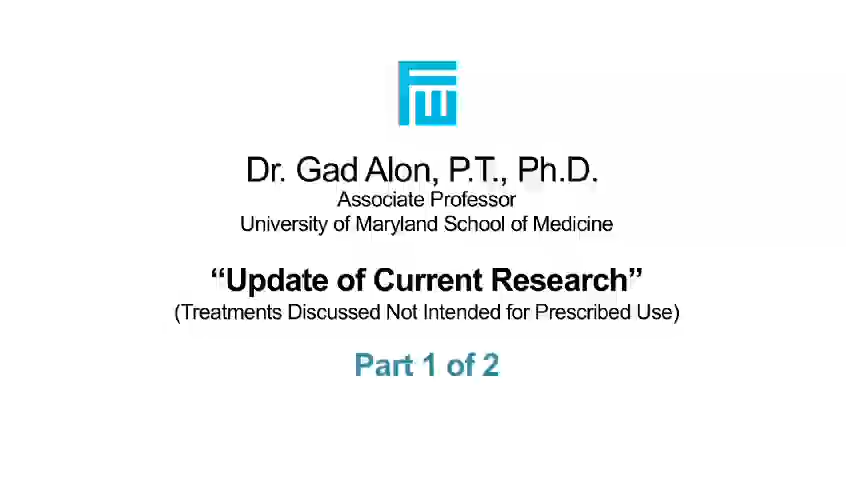 Dr. Gad Alon, P.T., Ph.D.
Associate Professor
University of Maryland School of Medicine
“Update of Current Research”
(Treatments Discussed Not Intended for Prescribed Use)
Part 1 of 2